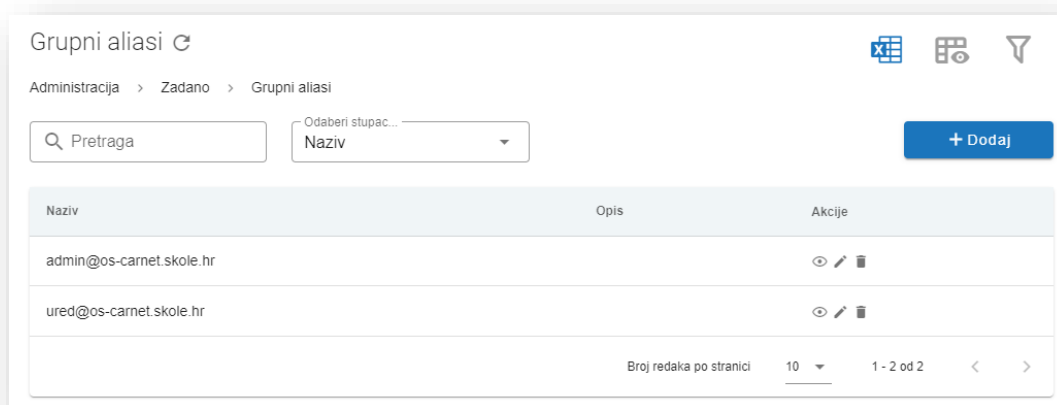 Grupni aliasi
Administracija > Zadano > Grupni aliasi
Pretraga
Odaberi stupac...
Naziv
+ Dodaj
Naziv Opis Akcije
admin@os-carnet.skole.hr
ured@os-carnet.skole.hr
Broj redaka po stranici 10 1 - 2 od 2 < >